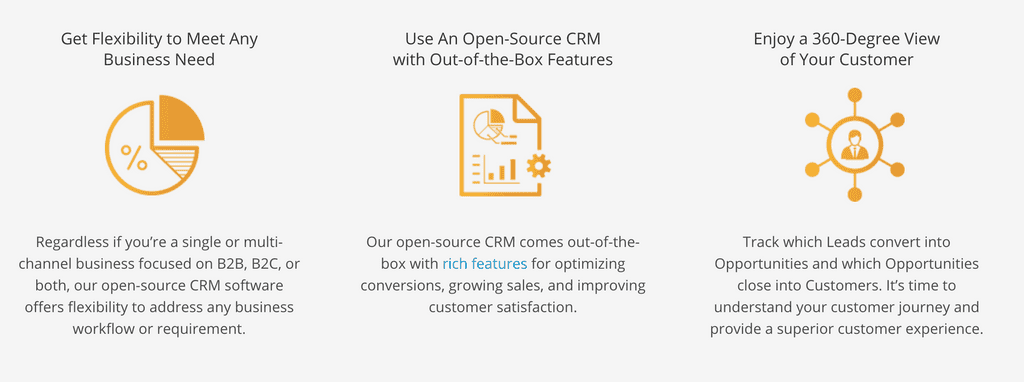 Get Flexibility to Meet Any
Business Need
%
Regardless if you’re a single or multi-
channel business focused on B2B, B2C, or
both, our open-source CRM software
offers flexibility to address any business
workflow or requirement.
Use An Open-Source CRM
with Out-of-the-Box Features
Our open-source CRM comes out-of-the-
box with rich features for optimizing
conversions, growing sales, and improving
customer satisfaction.
Enjoy a 360-Degree View
of Your Customer
Track which Leads convert into
Opportunities and which Opportunities
close into Customers. It’s time to
understand your customer journey and
provide a superior customer experience.